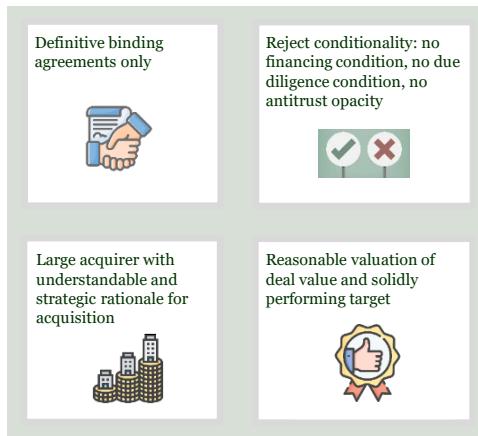 Definitive binding
agreements only
Reject conditionality: no
financing condition, no due
diligence condition, no
antitrust opacity
Large acquirer with
understandable and
strategic rationale for
acquisition
Reasonable valuation of
deal value and solidly
performing target